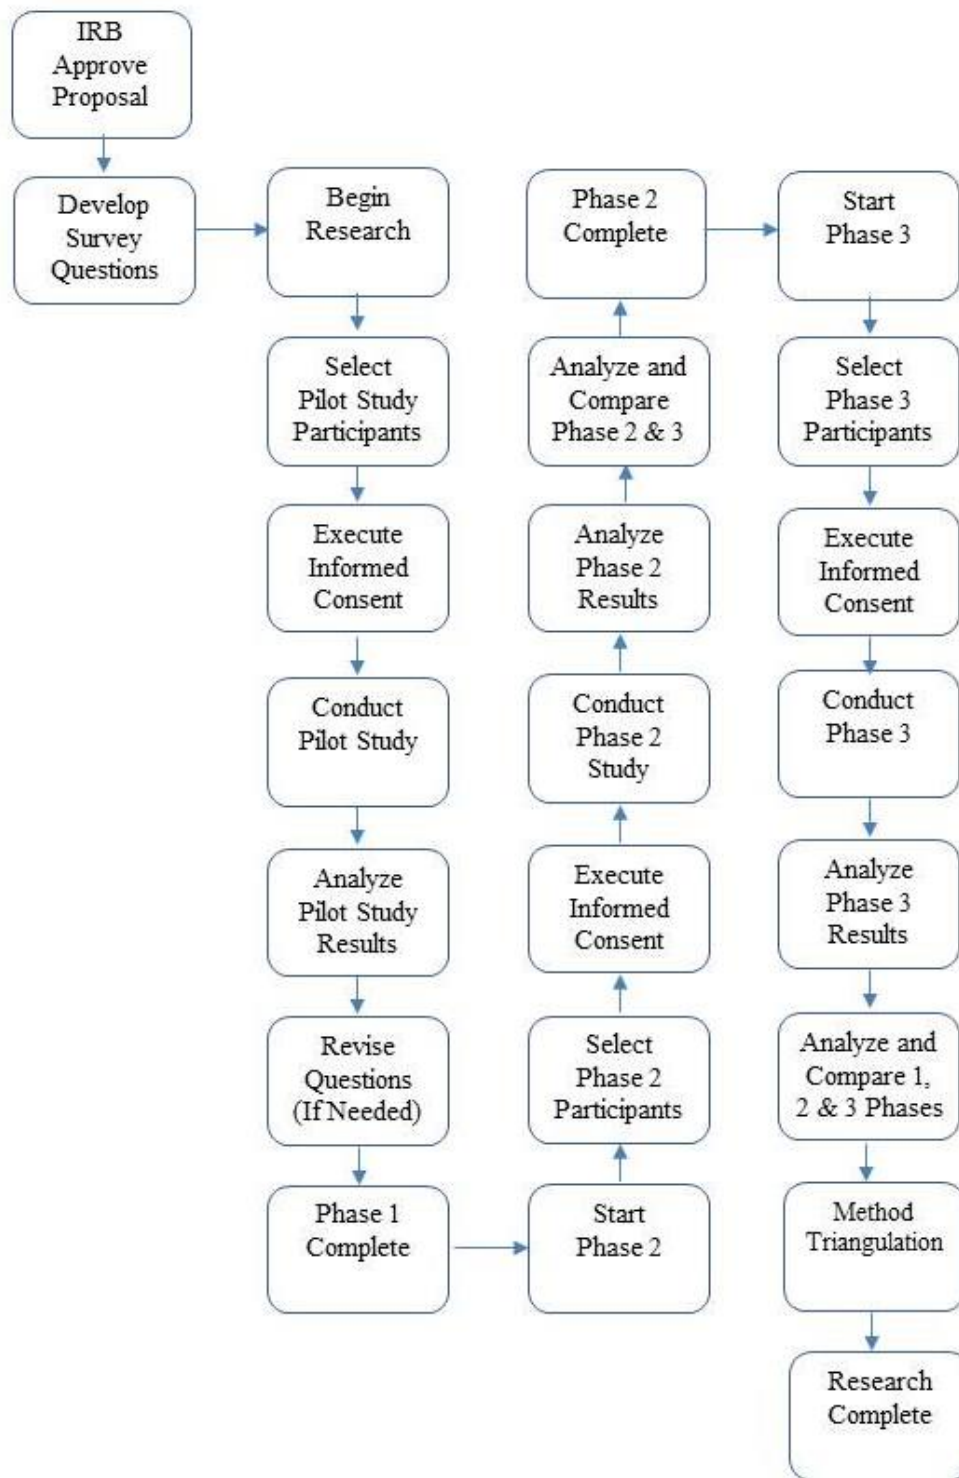 IRB
Approve
Proposal
Develop
Survey
Questions
Begin
Research
Select
Pilot Study
Participants
Execute
Informed
Consent
Conduct
Pilot Study
Analyze
Pilot Study
Results
Revise
Questions
(If Needed)
Phase 1
Complete
Start
Phase 2
Select
Phase 2
Participants
Execute
Informed
Consent
Conduct
Phase 2
Study
Analyze
Phase 2
Results
Analyze and
Compare
Phase 2 & 3
Phase 2
Complete
Start
Phase 3
Select
Phase 3
Participants
Execute
Informed
Consent
Conduct
Phase 3
Analyze
Phase 3
Results
Analyze and
Compare 1,
2 & 3 Phases
Method
Triangulation
Research
Complete